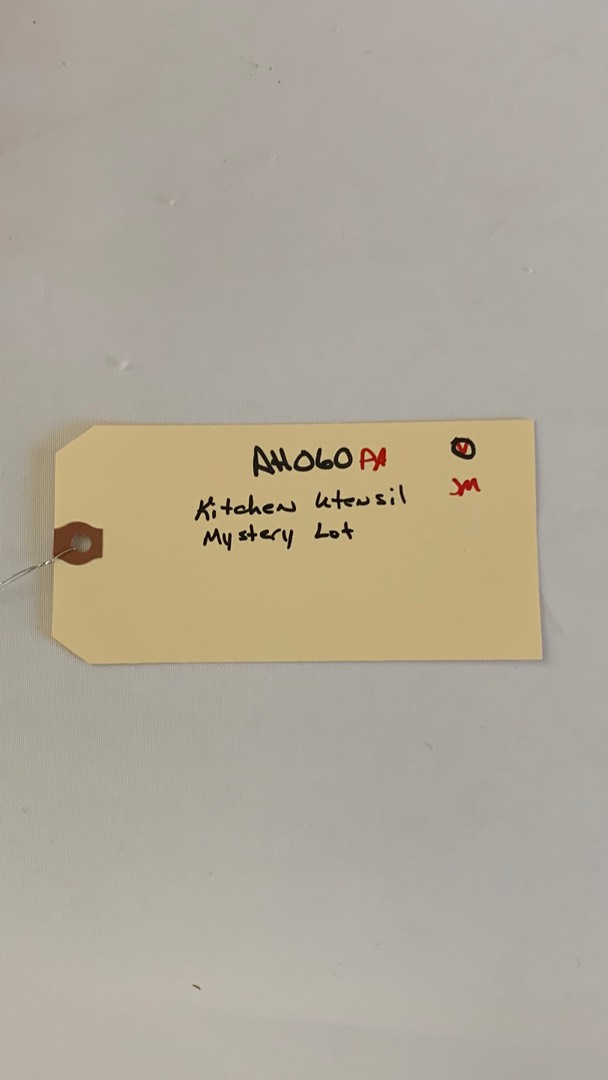 AH060 AA
JM
Kitchen Utensil
Mystery Lot